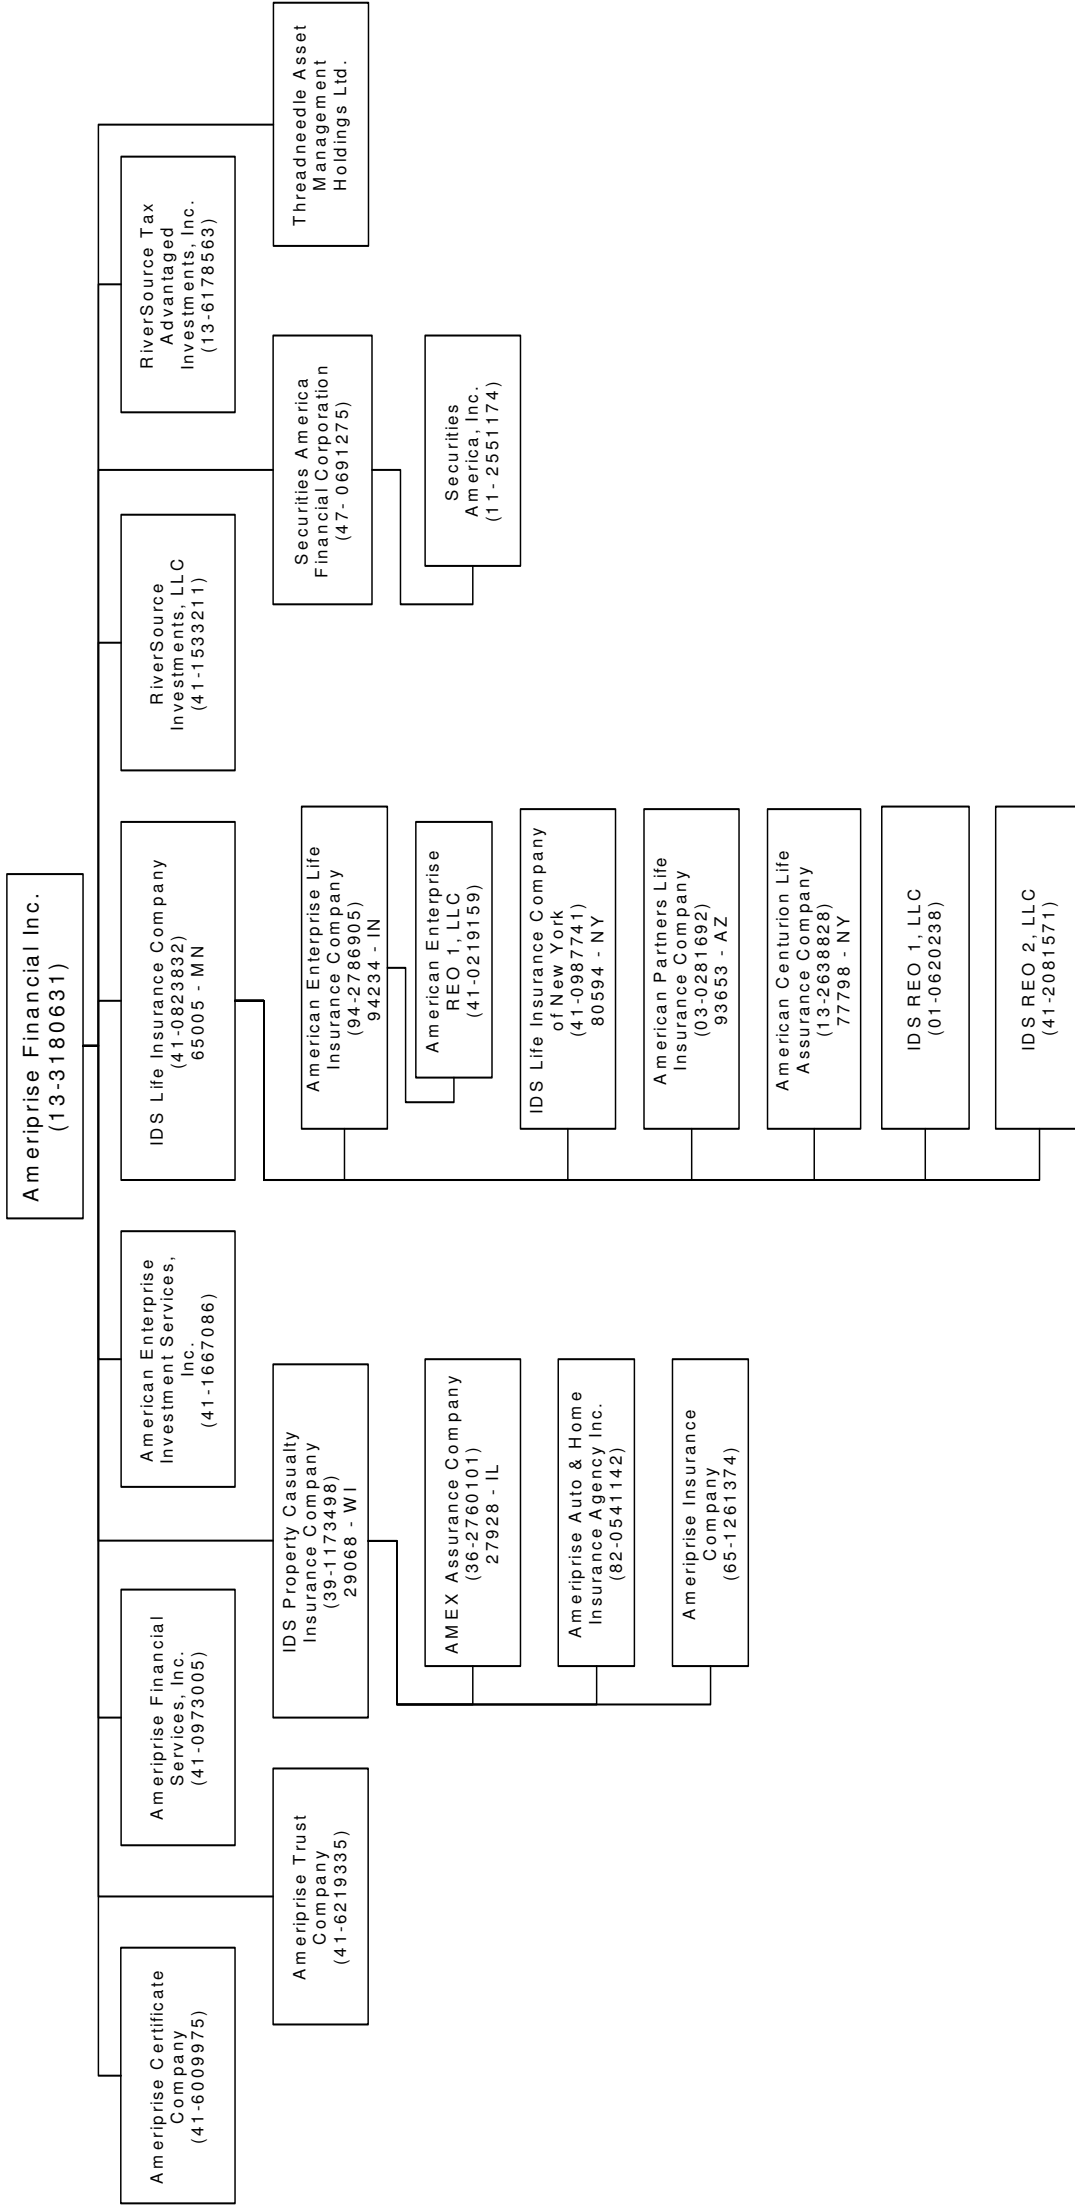 Ameriprise Financial Inc.
(13-3180631)
Ameriprise Certificate
Company
(41-6009975)
Ameriprise Financial
Services, Inc.
(41-0973005)
American Enterprise
Investment Services,
Inc.
(41-1667086)
IDS Life Insurance Company
(41-0823832)
65005 - MN
RiverSource
Investments, LLC
(41-1533211)
RiverSource Tax
Advantaged
Investments, Inc.
(13-6178563)
Ameriprise Trust
Company
(41-6219335)
IDS Property Casualty
Insurance Company
(39-1173498)
29068 - WI
Securities America
Financial Corporation
(47- 0691275)
Threadneedle Asset
Management
Holdings Ltd.
AMEX Assurance Company
(36-2760101)
27928 - IL
Ameriprise Auto & Home
Insurance Agency Inc.
(82-0541142)
Ameriprise Insurance
Company
(65-1261374)
American Enterprise Life
Insurance Company
(94-2786905)
94234 - IN
American Enterprise
REO 1, LLC
(41-0219159)
IDS Life Insurance Company
of New York
(41-0987741)
80594 - NY
American Partners Life
Insurance Company
(03-0281692)
93653 - AZ
American Centurion Life
Assurance Company
(13-2638828)
77798 - NY
IDS REO 1, LLC
(01-0620238)
IDS REO 2, LLC
(41-2081571)
Securities
America, Inc.
(11- 2551174)